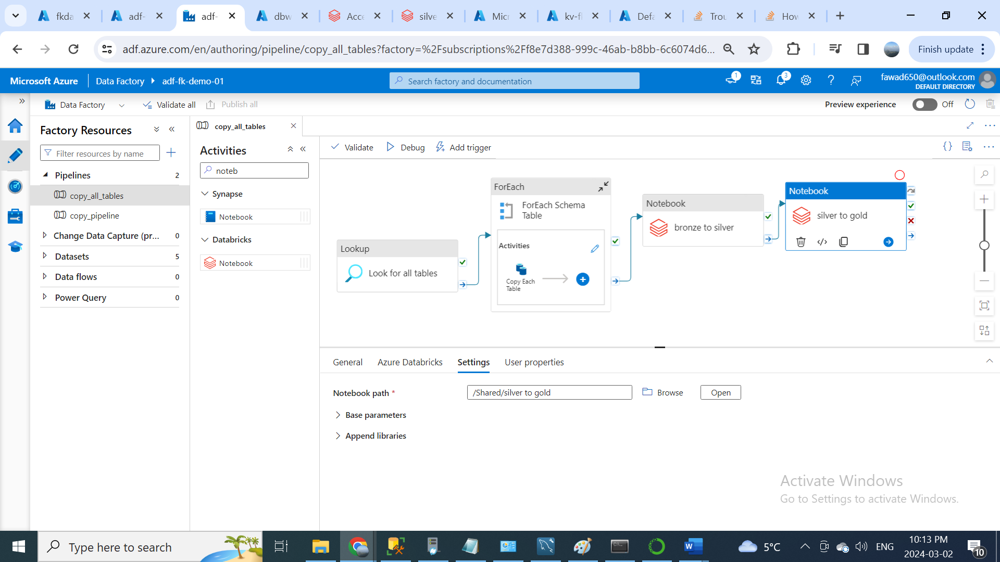 fkda
adf-
adf-
dbw
Acce
silve
Micr
kv-f
Defa
Trou
How
adf.azure.com/en/authoring/pipeline/copy_all_tables?factory=%2Fsubscriptions%2Ff8e7d388-999c-46ab-b8bb-6c6074d6...
Finish update
Microsoft Azure
Data Factory
adf-fk-demo-01
Search factory and documentation
1
3
fawad650@outlook.com
DEFAULT DIRECTORY
Data Factory
Validate all
Publish all
Preview experience
Off
Factory Resources
Filter resources by name
Pipelines 2
copy_all_tables
copy_pipeline
Change Data Capture (pr... 0
Datasets 5
Data flows 0
Power Query 0
copy_all_tables
Activities
noteb
Synapse
Notebook
Databricks
Notebook
Validate
Debug
Add trigger
{}
Lookup
Look for all tables
ForEach
ForEach Schema
Table
Activities
Copy Each
Table
Notebook
bronze to silver
Notebook
silver to gold
General
Azure Databricks
Settings
User properties
Notebook path *
/Shared/silver to gold
Browse
Open
Base parameters
Append libraries
Activate Windows
Go to Settings to activate Windows.
Type here to search
5°C
ENG
10:13 PM
2024-03-02
10